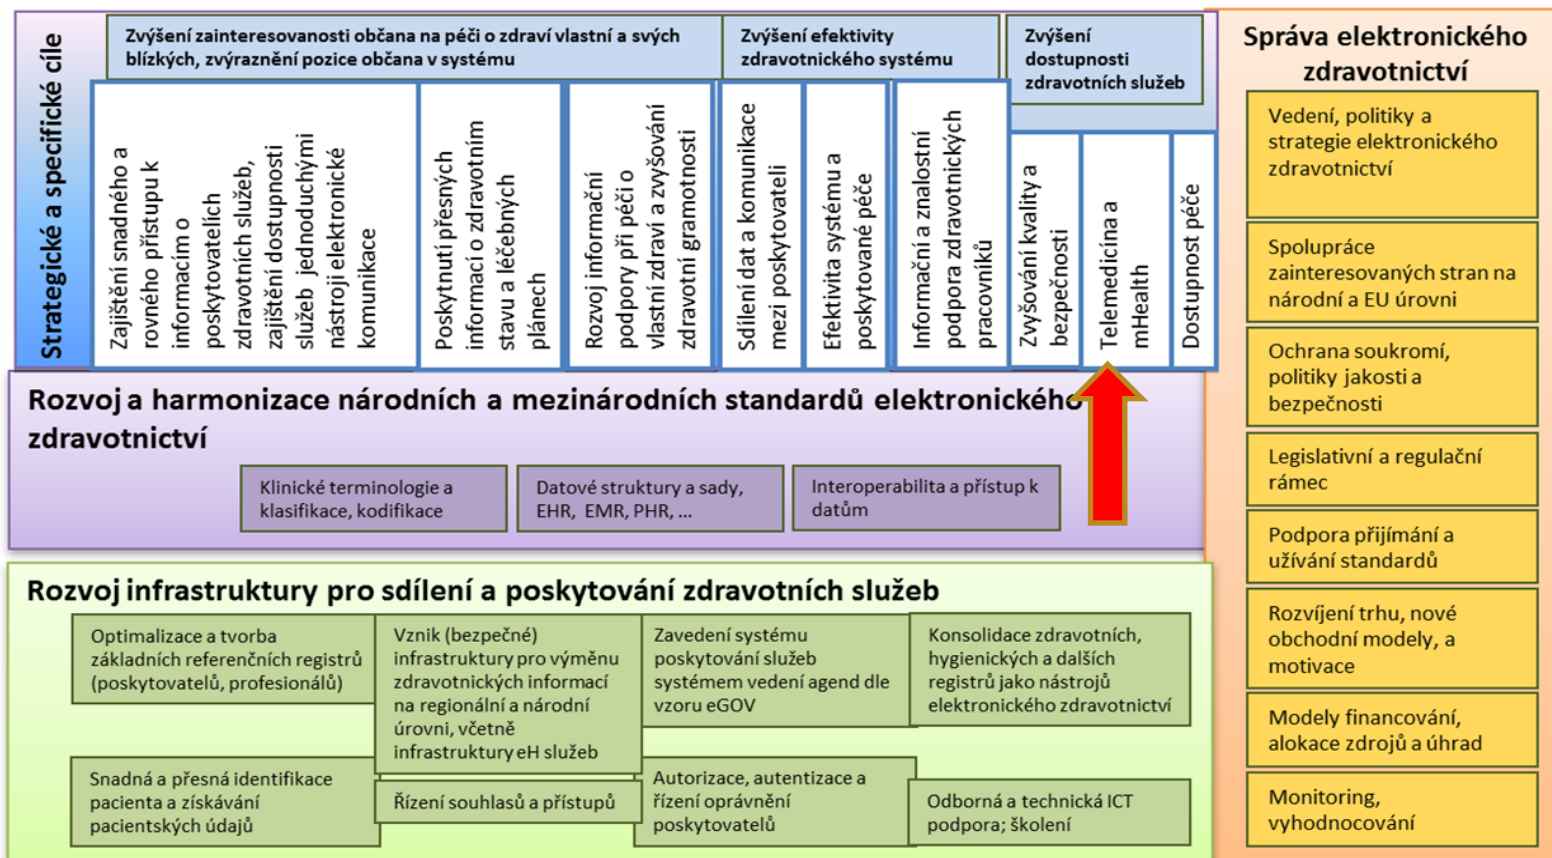 Strategické a specifické cíle
Zvýšení zainteresovanosti občana na péči o zdraví vlastní a svých
blízkých, zvýraznění pozice občana v systému
Zvýšení efektivity
zdravotnického systému
Zvýšení
dostupnosti
zdravotních služeb
Zajištění snadného a
rovného přístupu k
informacím o
poskytovatelích
zdravotních služeb,
zajištění dostupnosti
služeb jednoduchými
nástroji elektronické
komunikace
Poskytnutí přesných
informací o zdravotním
stavu a léčebných
plánech
Rozvoj informační
podpory při péči o
vlastní zdraví a zvyšování
zdravotní gramotnosti
Sdílení dat a komunikace
mezi poskytovateli
Efektivita systému a
poskytované péče
Informační a znalostní
podpora zdravotnických
pracovníků
Zvyšování kvality a
bezpečnosti
Telemedicína a
mHealth
Dostupnost péče
Rozvoj a harmonizace národních a mezinárodních standardů elektronického
zdravotnictví
Klinické terminologie a
klasifikace, kodifikace
Datové struktury a sady,
EHR, EMR, PHR, ...
Interoperabilita a přístup k
datům
Rozvoj infrastruktury pro sdílení a poskytování zdravotních služeb
Optimalizace a tvorba
základních referenčních registrů
(poskytovatelů, profesionálů)
Vznik (bezpečné)
infrastruktury pro výměnu
zdravotnických informací
na regionální a národní
úrovni, včetně
infrastruktury eH služeb
Zavedení systému
poskytování služeb
systémem vedení agend dle
vzoru eGOV
Konsolidace zdravotních,
hygienických a dalších
registrů jako nástrojů
elektronického zdravotnictví
Snadná a přesná identifikace
pacienta a získávání
pacientských údajů
Řízení souhlasů a přístupů
Autorizace, autentizace a
řízení oprávnění
poskytovatelů
Odborná a technická ICT
podpora; školení
Správa elektronického
zdravotnictví
Vedení, politiky a
strategie elektronického
zdravotnictví
Spolupráce
zainteresovaných stran na
národní a EU úrovni
Ochrana soukromí,
politiky jakosti a
bezpečnosti
Legislativní a regulační
rámec
Podpora přijímání a
užívání standardů
Rozvíjení trhu, nové
obchodní modely, a
motivace
Modely financování,
alokace zdrojů a úhrad
Monitoring,
vyhodnocování